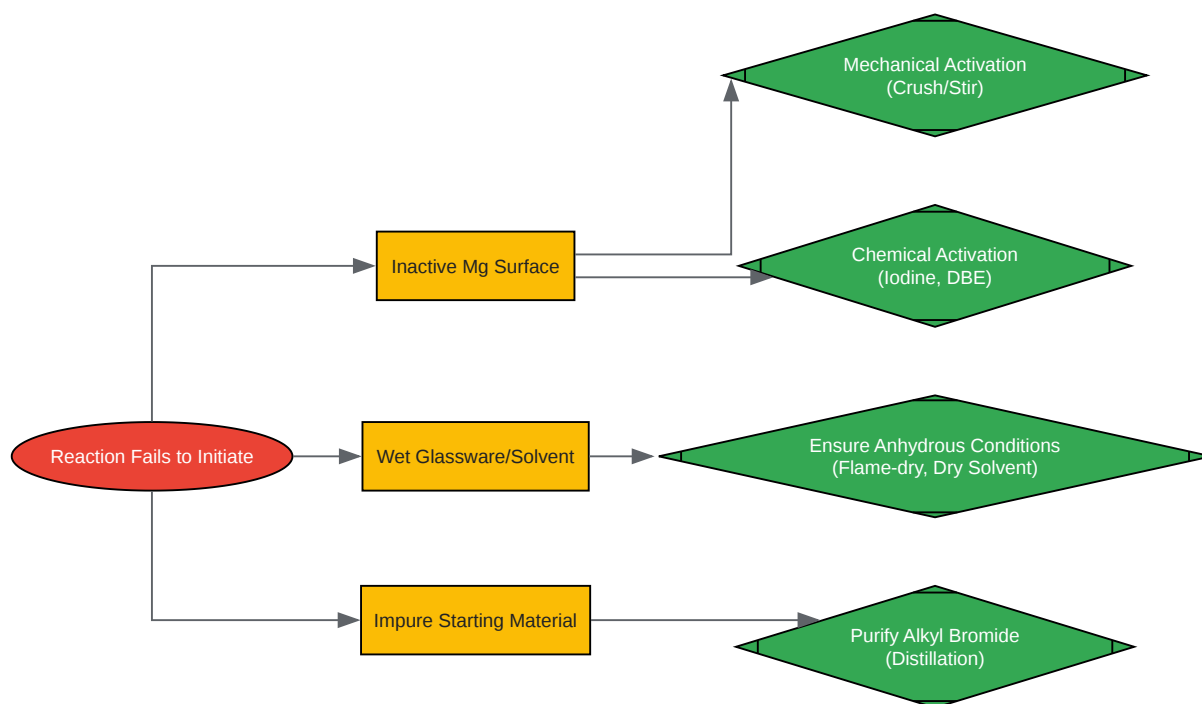 Mechanical Activation
(Crush/Stir)
Chemical Activation
(Iodine, DBE)
Inactive Mg Surface
Reaction Fails to Initiate
Wet Glassware/Solvent
Ensure Anhydrous Conditions
(Flame-dry, Dry Solvent)
Impure Starting Material
Purify Alkyl Bromide
(Distillation)